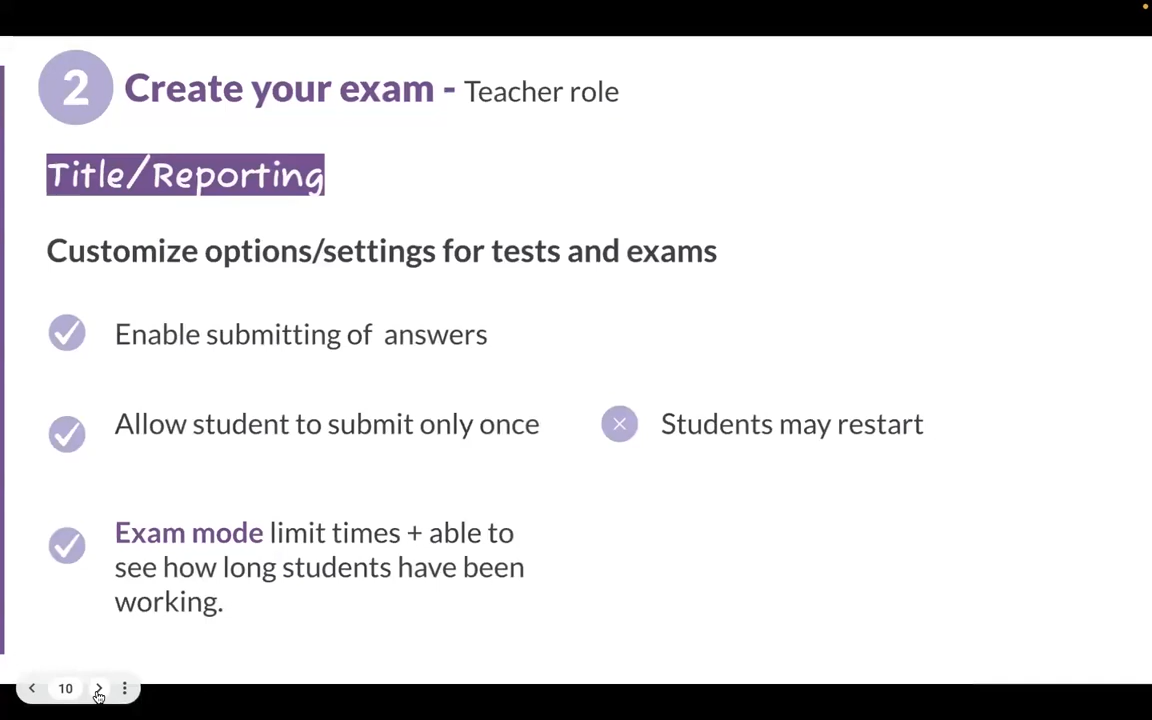 2 Create your exam - Teacher role
Title/Reporting
Customize options/settings for tests and exams
Enable submitting of answers
Allow student to submit only once
Students may restart
Exam mode limit times + able to
see how long students have been
working.
10